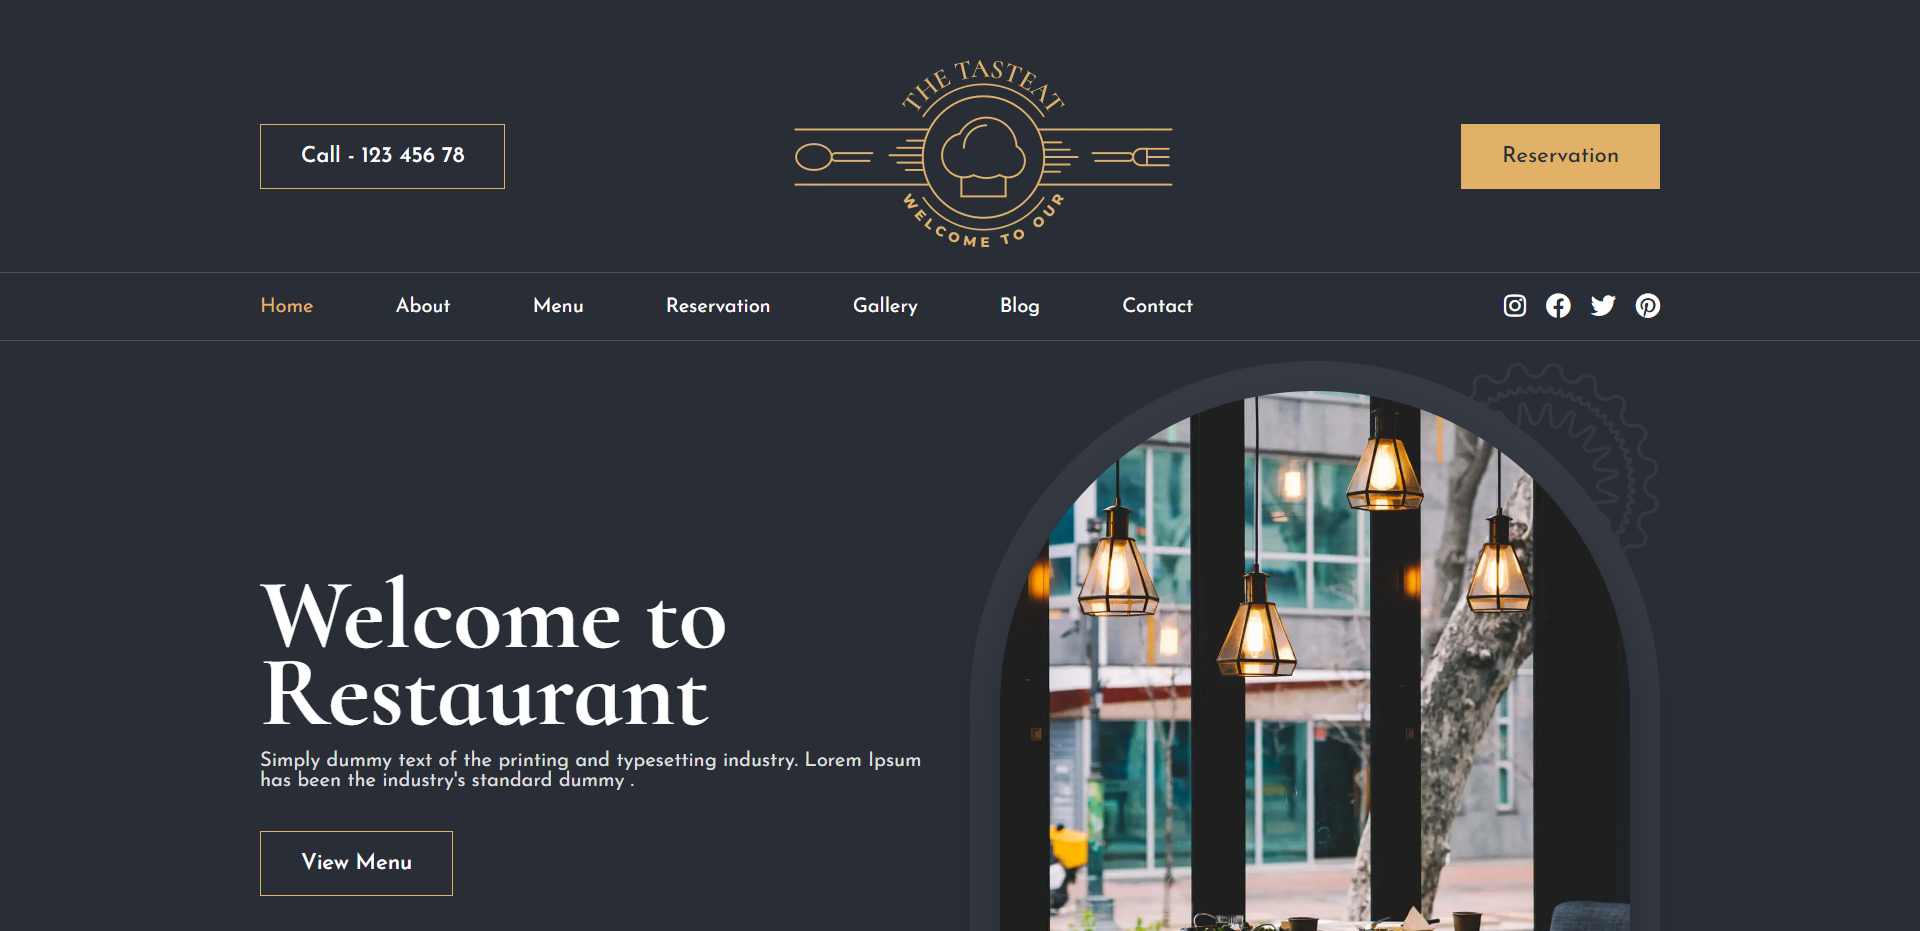 THE TASTEAT
Call - 123 456 78
Reservation
WELCOME TO OUR
Home About Menu Reservation Gallery Blog Contact
Welcome to
Restaurant
Simply dummy text of the printing and typesetting industry. Lorem Ipsum
has been the industry's standard dummy .
View Menu